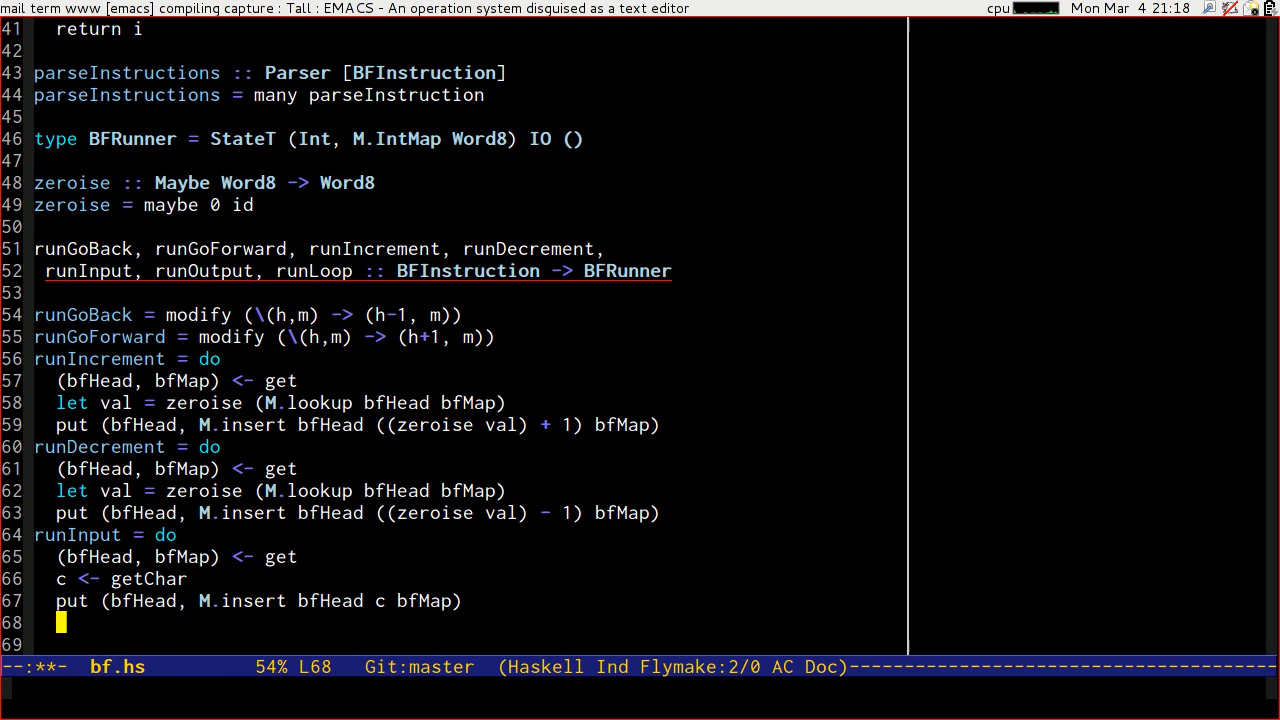 mail term www [emacs] compiling capture : Tall : EMACS - An operation system disguised as a text editor cpu Mon Mar 4 21:18
41   return i
42
43 parseInstructions :: Parser [BFInstruction]
44 parseInstructions = many parseInstruction
45
46 type BFRunner = StateT (Int, M.IntMap Word8) IO ()
47
48 zeroise :: Maybe Word8 -> Word8
49 zeroise = maybe 0 id
50
51 runGoBack, runGoForward, runIncrement, runDecrement,
52  runInput, runOutput, runLoop :: BFInstruction -> BFRunner
53
54 runGoBack = modify (\(h,m) -> (h-1, m))
55 runGoForward = modify (\(h,m) -> (h+1, m))
56 runIncrement = do
57   (bfHead, bfMap) <- get
58   let val = zeroise (M.lookup bfHead bfMap)
59   put (bfHead, M.insert bfHead ((zeroise val) + 1) bfMap)
60 runDecrement = do
61   (bfHead, bfMap) <- get
62   let val = zeroise (M.lookup bfHead bfMap)
63   put (bfHead, M.insert bfHead ((zeroise val) - 1) bfMap)
64 runInput = do
65   (bfHead, bfMap) <- get
66   c <- getChar
67   put (bfHead, M.insert bfHead c bfMap)
68
69
--:**-  bf.hs          54% L68   Git:master  (Haskell Ind Flymake:2/0 AC Doc)---------------------------------------